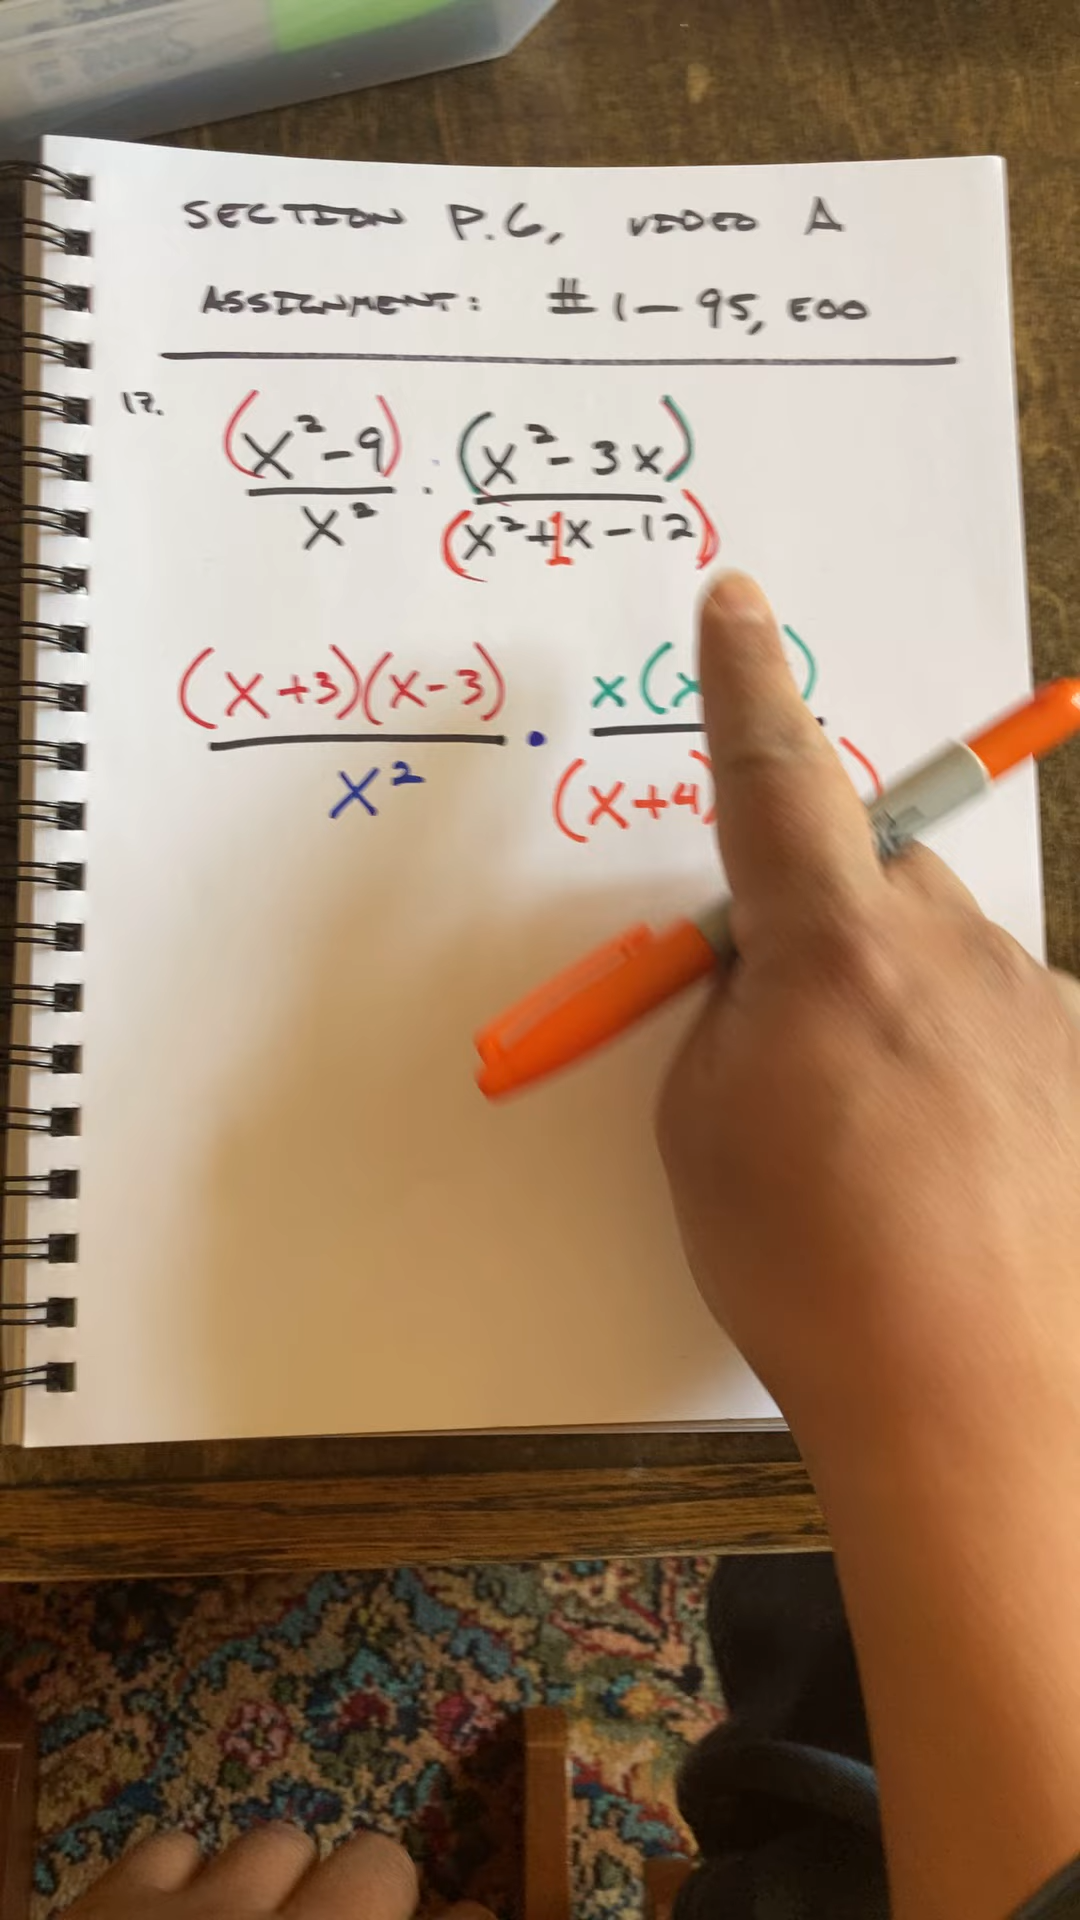 SECTION P.6, VIDEO A
ASSIGNMENT: # 1 — 95, EOO
17. (x²-9)/x² · (x²-3x)/(x²+1x-12)
(x+3)(x-3)/x² · x(x )/(x+4) )